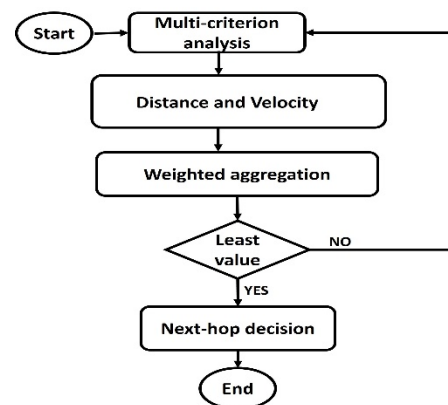 Start
Multi-criterion
analysis
Distance and Velocity
Weighted aggregation
Least
value
NO
YES
Next-hop decision
End